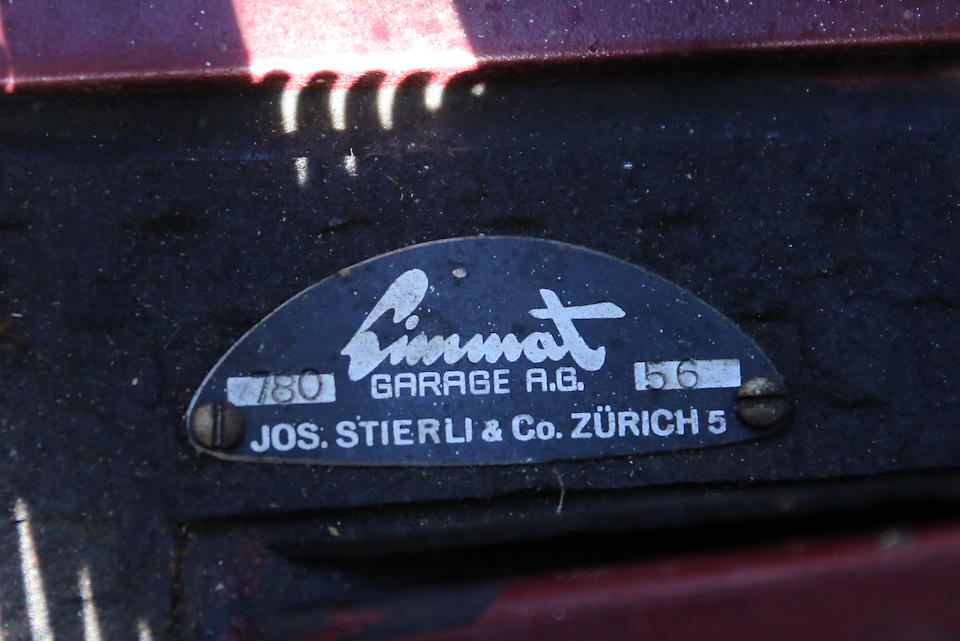 Limmat
780 GARAGE A.G. 56
JOS. STIERLI & Co. ZÜRICH 5